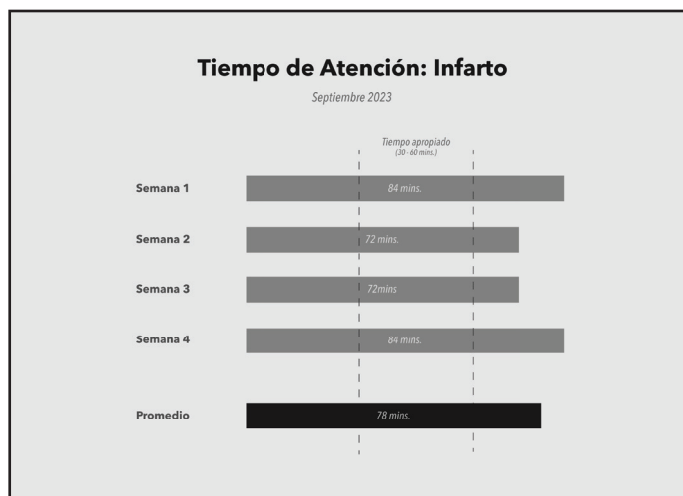 Tiempo de Atención: Infarto
Septiembre 2023
Tiempo apropiado
(30 - 60 mins.)
Semana 1
84 mins.
Semana 2
72 mins.
Semana 3
72mins
Semana 4
84 mins.
Promedio
78 mins.